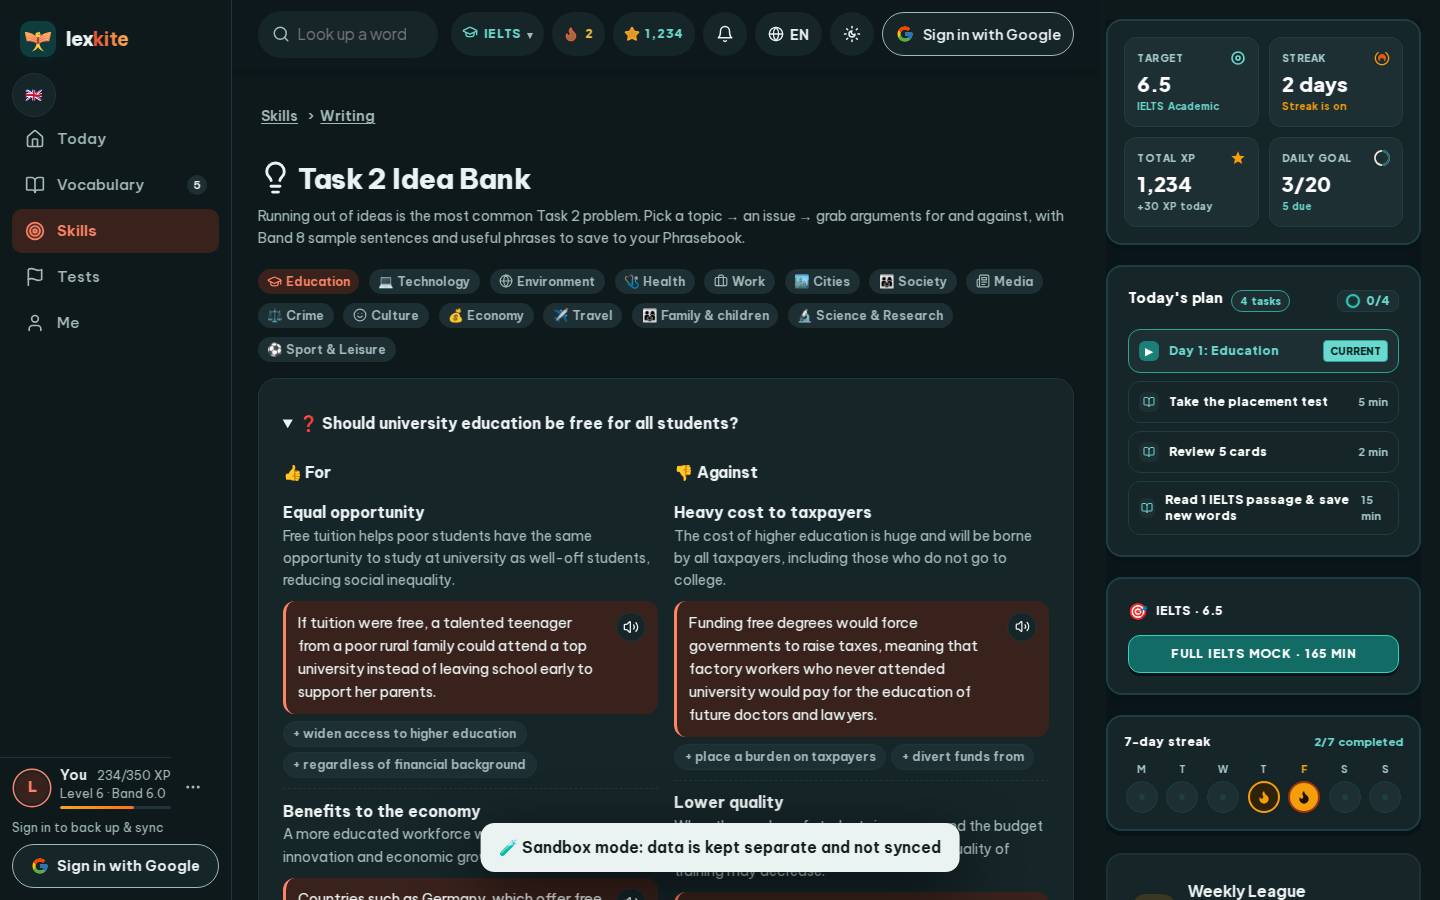 lexkite
Today
Vocabulary 5
Skills
Tests
Me
You 234/350 XP
Level 6 · Band 6.0
Sign in to back up & sync
Sign in with Google
Look up a word
IELTS ▾
2
1,234
EN
Sign in with Google
Skills › Writing
Task 2 Idea Bank
Running out of ideas is the most common Task 2 problem. Pick a topic → an issue → grab arguments for and against, with
Band 8 sample sentences and useful phrases to save to your Phrasebook.
Education Technology Environment Health Work Cities Society Media
Crime Culture Economy Travel Family & children Science & Research
Sport & Leisure
▼ ❓ Should university education be free for all students?
👍 For
Equal opportunity
Free tuition helps poor students have the same
opportunity to study at university as well-off students,
reducing social inequality.
If tuition were free, a talented teenager
from a poor rural family could attend a top
university instead of leaving school early to
support her parents.
+ widen access to higher education
+ regardless of financial background
Benefits to the economy
A more educated workforce
innovation and economic
Countries such as Germany, which offer free
👎 Against
Heavy cost to taxpayers
The cost of higher education is huge and will be borne
by all taxpayers, including those who do not go to
college.
Funding free degrees would force
governments to raise taxes, meaning that
factory workers who never attended
university would pay for the education of
future doctors and lawyers.
+ place a burden on taxpayers + divert funds from
Lower quality
the budget
of
training may decrease.
🧪 Sandbox mode: data is kept separate and not synced
TARGET
6.5
IELTS Academic
STREAK
2 days
Streak is on
TOTAL XP
1,234
+30 XP today
DAILY GOAL
3/20
5 due
Today's plan 4 tasks 0/4
Day 1: Education CURRENT
Take the placement test 5 min
Review 5 cards 2 min
Read 1 IELTS passage & save new words 15 min
IELTS · 6.5
FULL IELTS MOCK · 165 MIN
7-day streak 2/7 completed
M T W T F S S
Weekly League